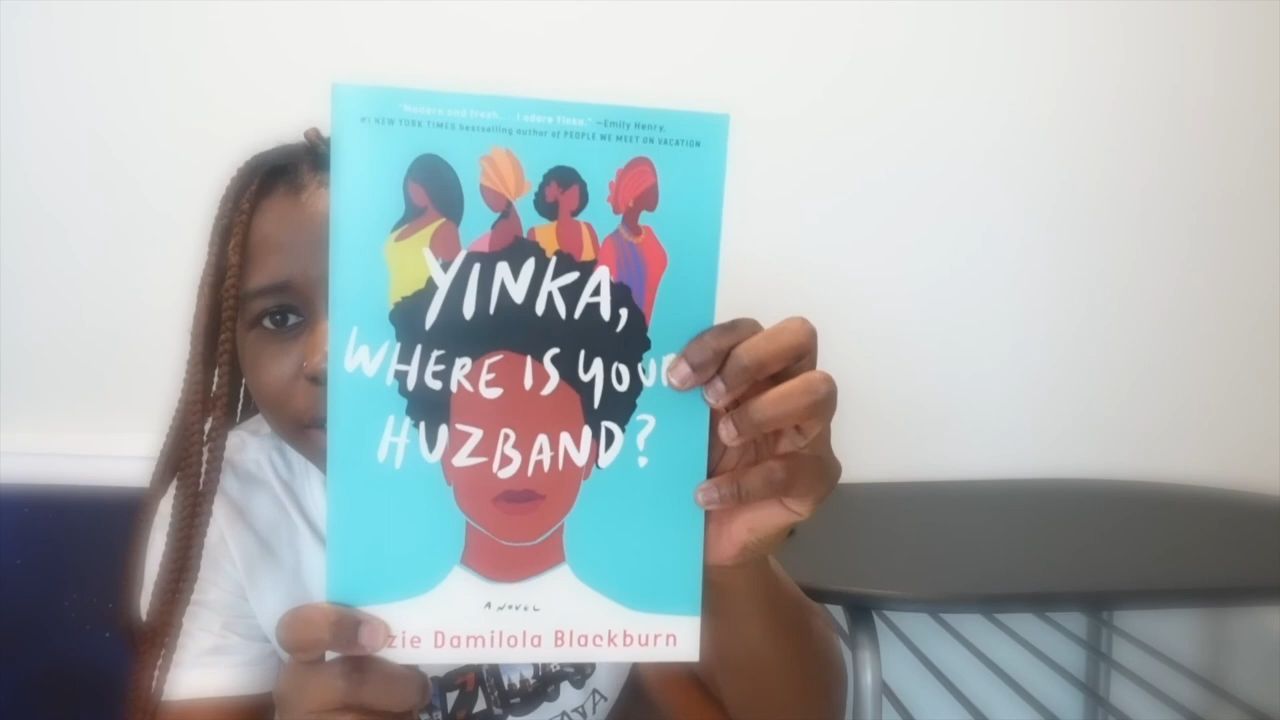 "Modern and fresh. . . . I adore Yinka." —Emily Henry,
#1 NEW YORK TIMES bestselling author of PEOPLE WE MEET ON VACATION
YINKA,
WHERE IS YOUR
HUZBAND?
A NOVEL
zie Damilola Blackburn